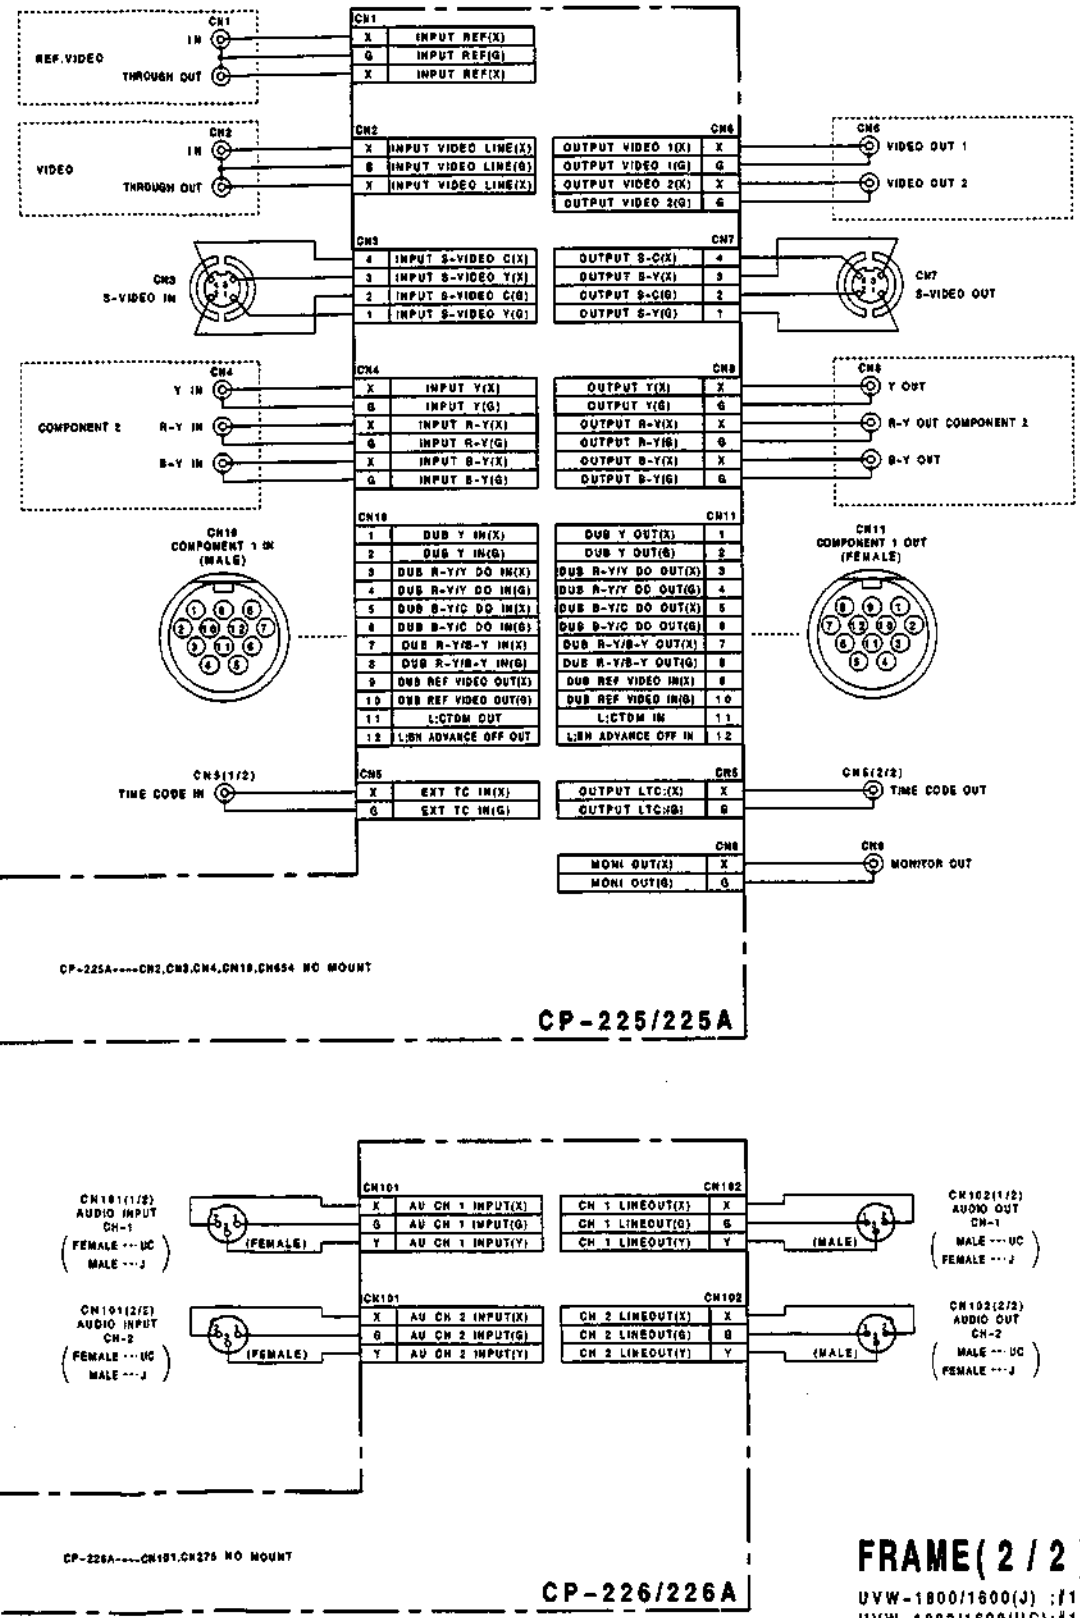 CN1
IN
REF.VIDEO
THROUGH OUT
CN1
X INPUT REF(X)
G INPUT REF(G)
X INPUT REF(X)
CN2
IN
VIDEO
THROUGH OUT
CN2
X INPUT VIDEO LINE(X)
G INPUT VIDEO LINE(G)
X INPUT VIDEO LINE(X)
CN6
OUTPUT VIDEO 1(X) X
OUTPUT VIDEO 1(G) G
OUTPUT VIDEO 2(X) X
OUTPUT VIDEO 2(G) G
CN6
VIDEO OUT 1
VIDEO OUT 2
CN3
S-VIDEO IN
CN3
4 INPUT S-VIDEO C(X)
3 INPUT S-VIDEO Y(X)
2 INPUT S-VIDEO C(G)
1 INPUT S-VIDEO Y(G)
CN7
OUTPUT S-C(X) 4
OUTPUT S-Y(X) 3
OUTPUT S-C(G) 2
OUTPUT S-Y(G) 1
CN7
S-VIDEO OUT
CN4
Y IN
COMPONENT 2
R-Y IN
B-Y IN
CN4
X INPUT Y(X)
G INPUT Y(G)
X INPUT R-Y(X)
G INPUT R-Y(G)
X INPUT B-Y(X)
G INPUT B-Y(G)
CN8
OUTPUT Y(X) X
OUTPUT Y(G) G
OUTPUT R-Y(X) X
OUTPUT R-Y(G) G
OUTPUT B-Y(X) X
OUTPUT B-Y(G) G
CN8
Y OUT
R-Y OUT COMPONENT 2
B-Y OUT
CN10
COMPONENT 1 IN
(MALE)
CN10
1 DUB Y IN(X)
2 DUB Y IN(G)
3 DUB R-Y/Y DO IN(X)
4 DUB R-Y/Y DO IN(G)
5 DUB B-Y/C DO IN(X)
6 DUB B-Y/C DO IN(G)
7 DUB R-Y/B-Y IN(X)
8 DUB R-Y/B-Y IN(G)
9 DUB REF VIDEO OUT(X)
10 DUB REF VIDEO OUT(G)
11 L:CTDM OUT
12 L:BN ADVANCE OFF OUT
CN11
DUB Y OUT(X) 1
DUB Y OUT(G) 2
DUB R-Y/Y DO OUT(X) 3
DUB R-Y/Y DO OUT(G) 4
DUB B-Y/C DO OUT(X) 5
DUB B-Y/C DO OUT(G) 6
DUB R-Y/B-Y OUT(X) 7
DUB R-Y/B-Y OUT(G) 8
DUB REF VIDEO IN(X) 9
DUB REF VIDEO IN(G) 10
L:CTDM IN 11
L:BN ADVANCE OFF IN 12
CN11
COMPONENT 1 OUT
(FEMALE)
CN5(1/2)
TIME CODE IN
CN5
X EXT TC IN(X)
G EXT TC IN(G)
CN5
OUTPUT LTC:(X) X
OUTPUT LTC:(G) G
CN5(2/2)
TIME CODE OUT
CN9
MONI OUT(X) X
MONI OUT(G) G
CN9
MONITOR OUT
CP-225A----CN2,CN3,CN4,CN10,CN654 NO MOUNT
CP-225/225A
CN101(1/2)
AUDIO INPUT
CH-1
(FEMALE ---UC
MALE ---J)
(FEMALE)
CN101
X AU CH 1 INPUT(X)
G AU CH 1 INPUT(G)
Y AU CH 1 INPUT(Y)
CN102
CH 1 LINEOUT(X) X
CH 1 LINEOUT(G) G
CH 1 LINEOUT(Y) Y
(MALE)
CN102(1/2)
AUDIO OUT
CH-1
(MALE ---UC
FEMALE ---J)
CN101(2/2)
AUDIO INPUT
CH-2
(FEMALE ---UC
MALE ---J)
(FEMALE)
CN101
X AU CH 2 INPUT(X)
G AU CH 2 INPUT(G)
Y AU CH 2 INPUT(Y)
CN102
CH 2 LINEOUT(X) X
CH 2 LINEOUT(G) G
CH 2 LINEOUT(Y) Y
(MALE)
CN102(2/2)
AUDIO OUT
CH-2
(MALE ---UC
FEMALE ---J)
CP-226A----CN101,CN275 NO MOUNT
CP-226/226A
FRAME(2/2)
UVW-1800/1600(J) :#1